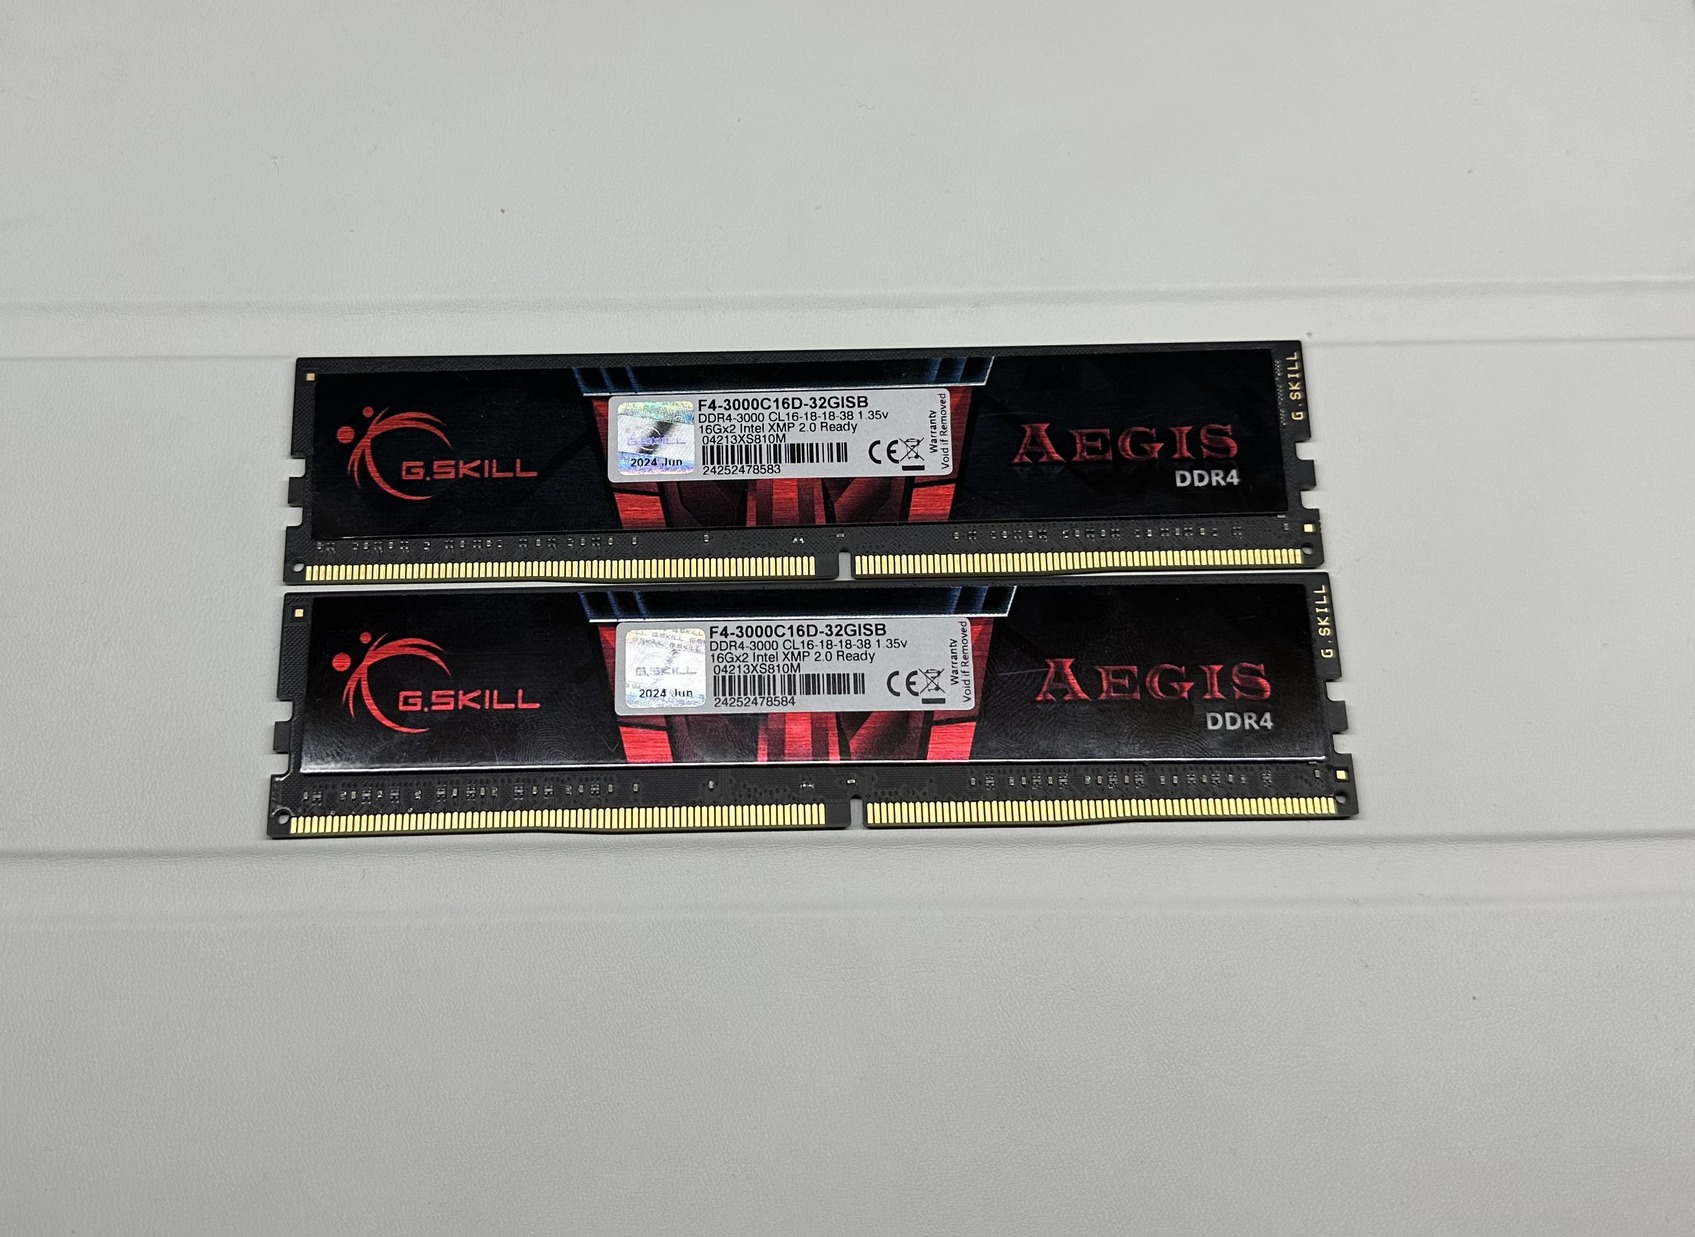 G.SKILL
G.SKILL
2024 Jun
F4-3000C16D-32GISB
DDR4-3000 CL16-18-18-38 1.35v
16Gx2 Intel XMP 2.0 Ready
04213XS810M
24252478583
CE
Warranty
Void if Removed
AEGIS
DDR4
G.SKILL
G.SKILL
G.SKILL
2024 Jun
F4-3000C16D-32GISB
DDR4-3000 CL16-18-18-38 1.35v
16Gx2 Intel XMP 2.0 Ready
04213XS810M
24252478584
CE
Warranty
Void if Removed
AEGIS
DDR4
G.SKILL